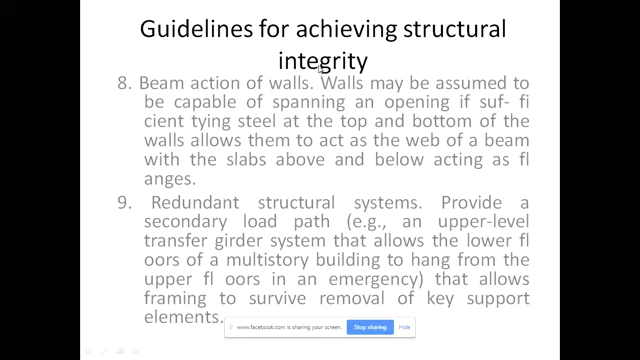 Guidelines for achieving structural
integrity
8. Beam action of walls. Walls may be assumed to
be capable of spanning an opening if suf- fi
cient tying steel at the top and bottom of the
walls allows them to act as the web of a beam
with the slabs above and below acting as fl
anges.
9. Redundant structural systems. Provide a
secondary load path (e.g., an upper-level
transfer girder system that allows the lower fl
oors of a multistory building to hang from the
upper fl oors in an emergency) that allows
framing to survive removal of key support
elements.
www.facebook.com is sharing your screen. Stop sharing Hide